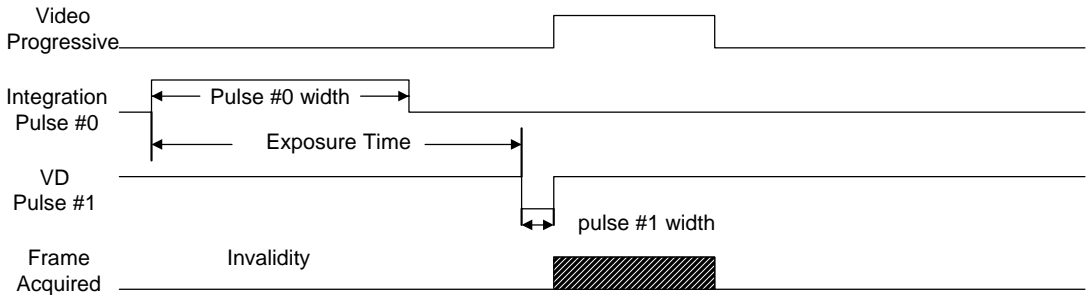 Video
Progressive
Integration
Pulse #0
Pulse #0 width
Exposure Time
VD
Pulse #1
pulse #1 width
Frame
Acquired
Invalidity